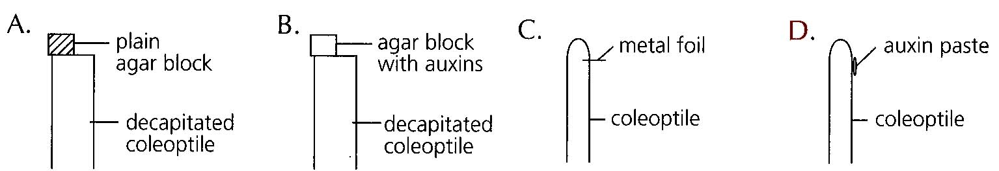 A.
plain
agar block
decapitated
coleoptile
B.
agar block
with auxins
decapitated
coleoptile
C.
metal foil
coleoptile
D.
auxin paste
coleoptile